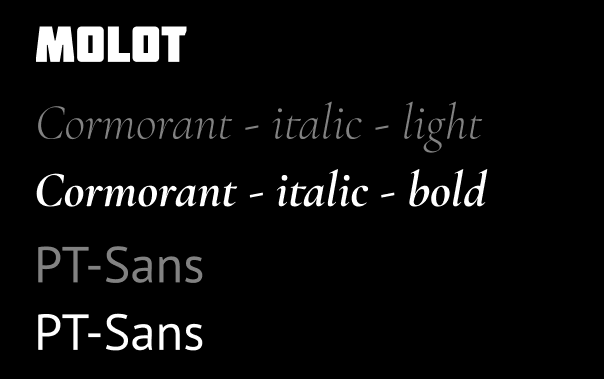 MOLOT
Cormorant - italic - light
Cormorant - italic - bold
PT-Sans
PT-Sans